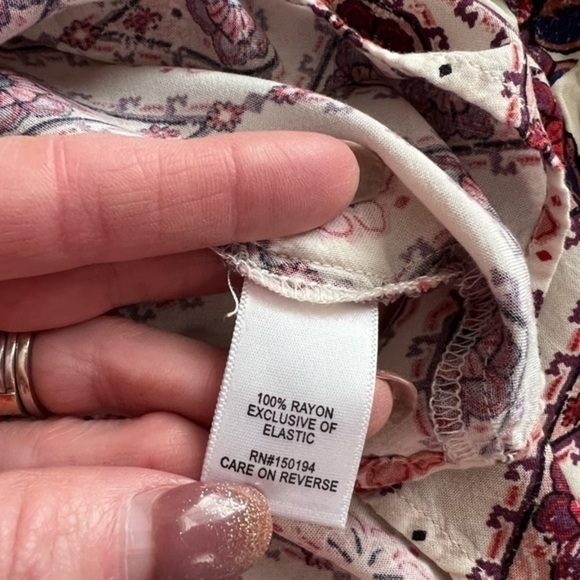 100% RAYON
EXCLUSIVE OF
ELASTIC
RN#150194
CARE ON REVERSE